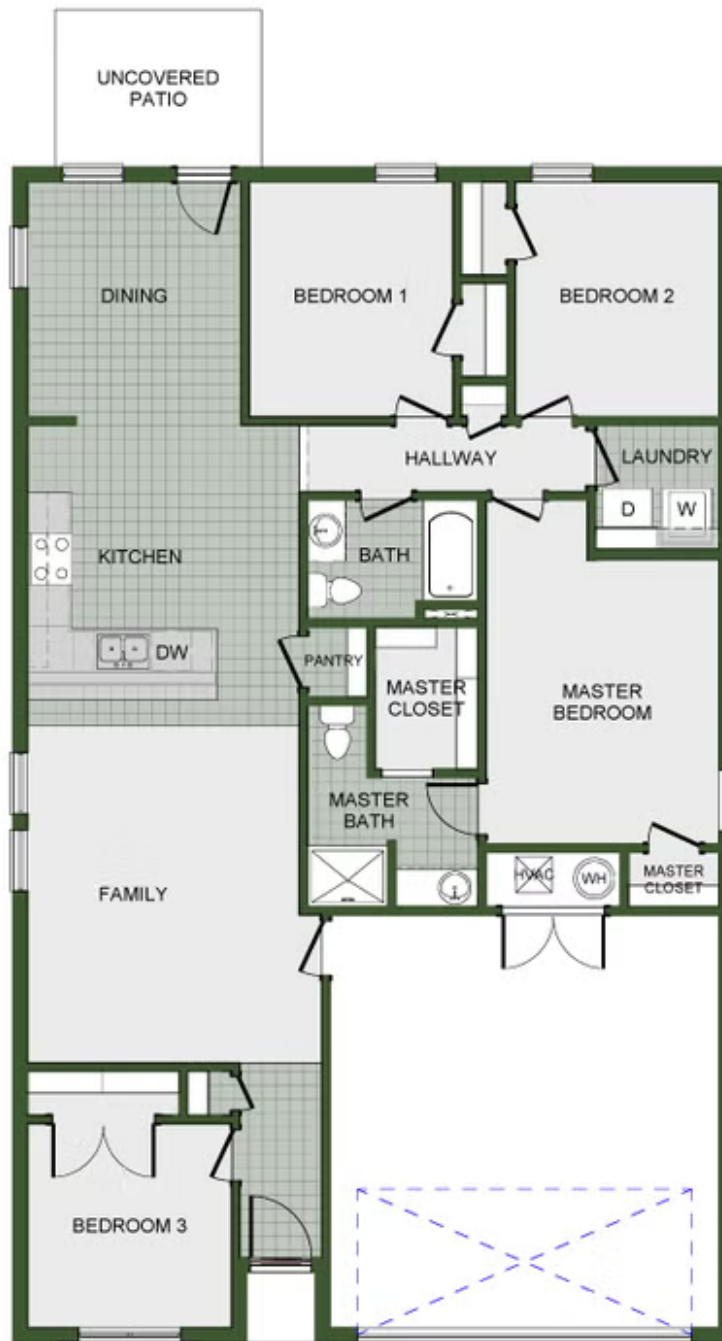 UNCOVERED
PATIO
DINING
BEDROOM 1
BEDROOM 2
HALLWAY
LAUNDRY
D
W
KITCHEN
BATH
DW
PANTRY
MASTER
CLOSET
MASTER
BEDROOM
MASTER
BATH
FAMILY
HVAC
WH
MASTER
CLOSET
BEDROOM 3